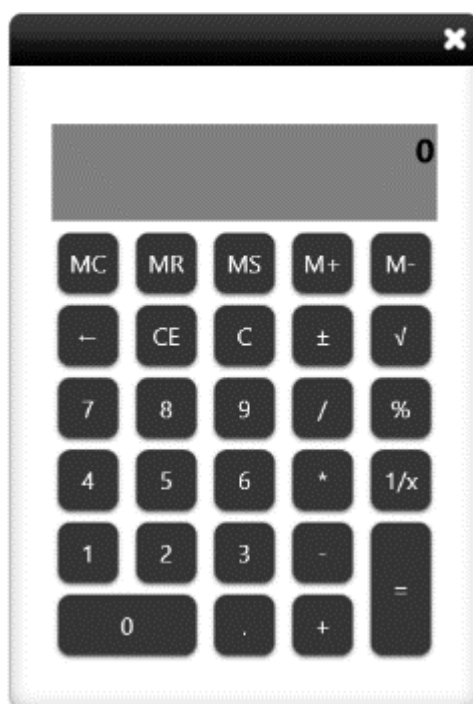 0
MC MR MS M+ M-
← CE C ± √
7 8 9 / %
4 5 6 * 1/x
1 2 3 - =
0 . +